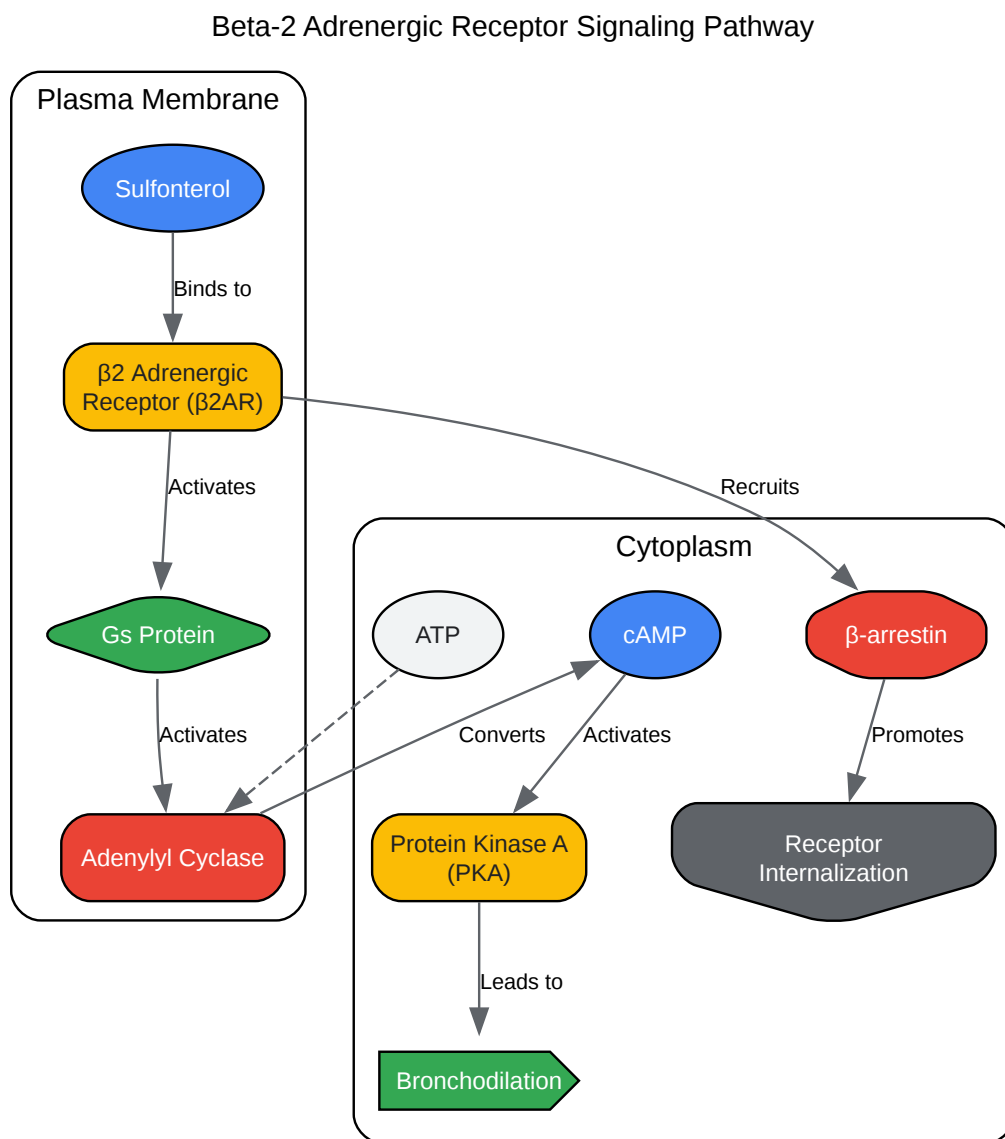 Beta-2 Adrenergic Receptor Signaling Pathway
Plasma Membrane
Sulfonterol
Binds to
β2 Adrenergic
Receptor (β2AR)
Activates
Recruits
Cytoplasm
Gs Protein
ATP
cAMP
β-arrestin
Activates
Converts
Activates
Promotes
Adenylyl Cyclase
Protein Kinase A
(PKA)
Receptor
Internalization
Leads to
Bronchodilation